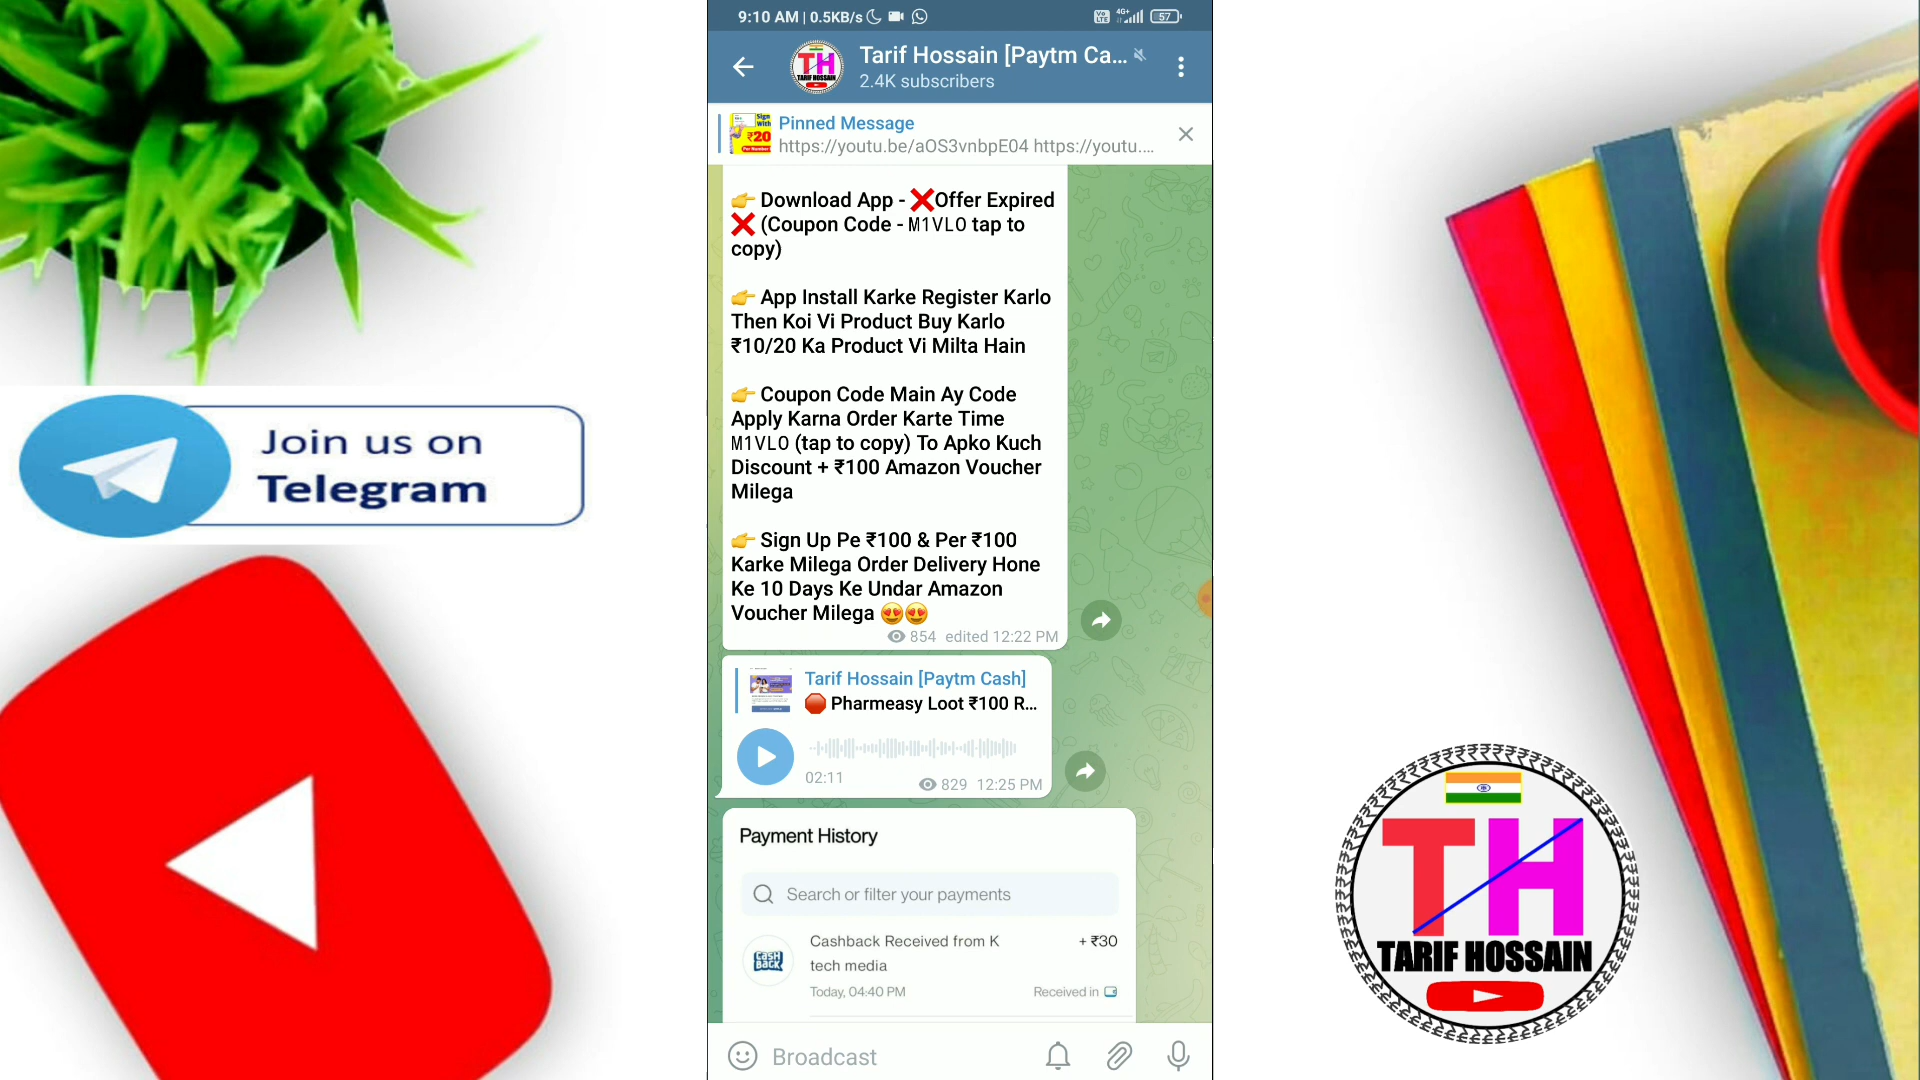 9:10 AM | 0.5KB/s
4G+
57
Tarif Hossain [Paytm Ca...
2.4K subscribers
Sign
With
₹20
Pinned Message
https://youtu.be/aOS3vnbpE04 https://youtu....
👉 Download App - ❌Offer Expired
❌ (Coupon Code - M1VLO tap to
copy)
👉 App Install Karke Register Karlo
Then Koi Vi Product Buy Karlo
₹10/20 Ka Product Vi Milta Hain
👉 Coupon Code Main Ay Code
Apply Karna Order Karte Time
M1VLO (tap to copy) To Apko Kuch
Discount + ₹100 Amazon Voucher
Milega
👉 Sign Up Pe ₹100 & Per ₹100
Karke Milega Order Delivery Hone
Ke 10 Days Ke Undar Amazon
Voucher Milega 😍😍
854 edited 12:22 PM
Tarif Hossain [Paytm Cash]
🛑 Pharmeasy Loot ₹100 R...
02:11
829 12:25 PM
Payment History
Search or filter your payments
CASH BACK
Cashback Received from K
tech media
+ ₹30
Today, 04:40 PM
Received in
Broadcast
Join us on
Telegram
TH
TARIF HOSSAIN